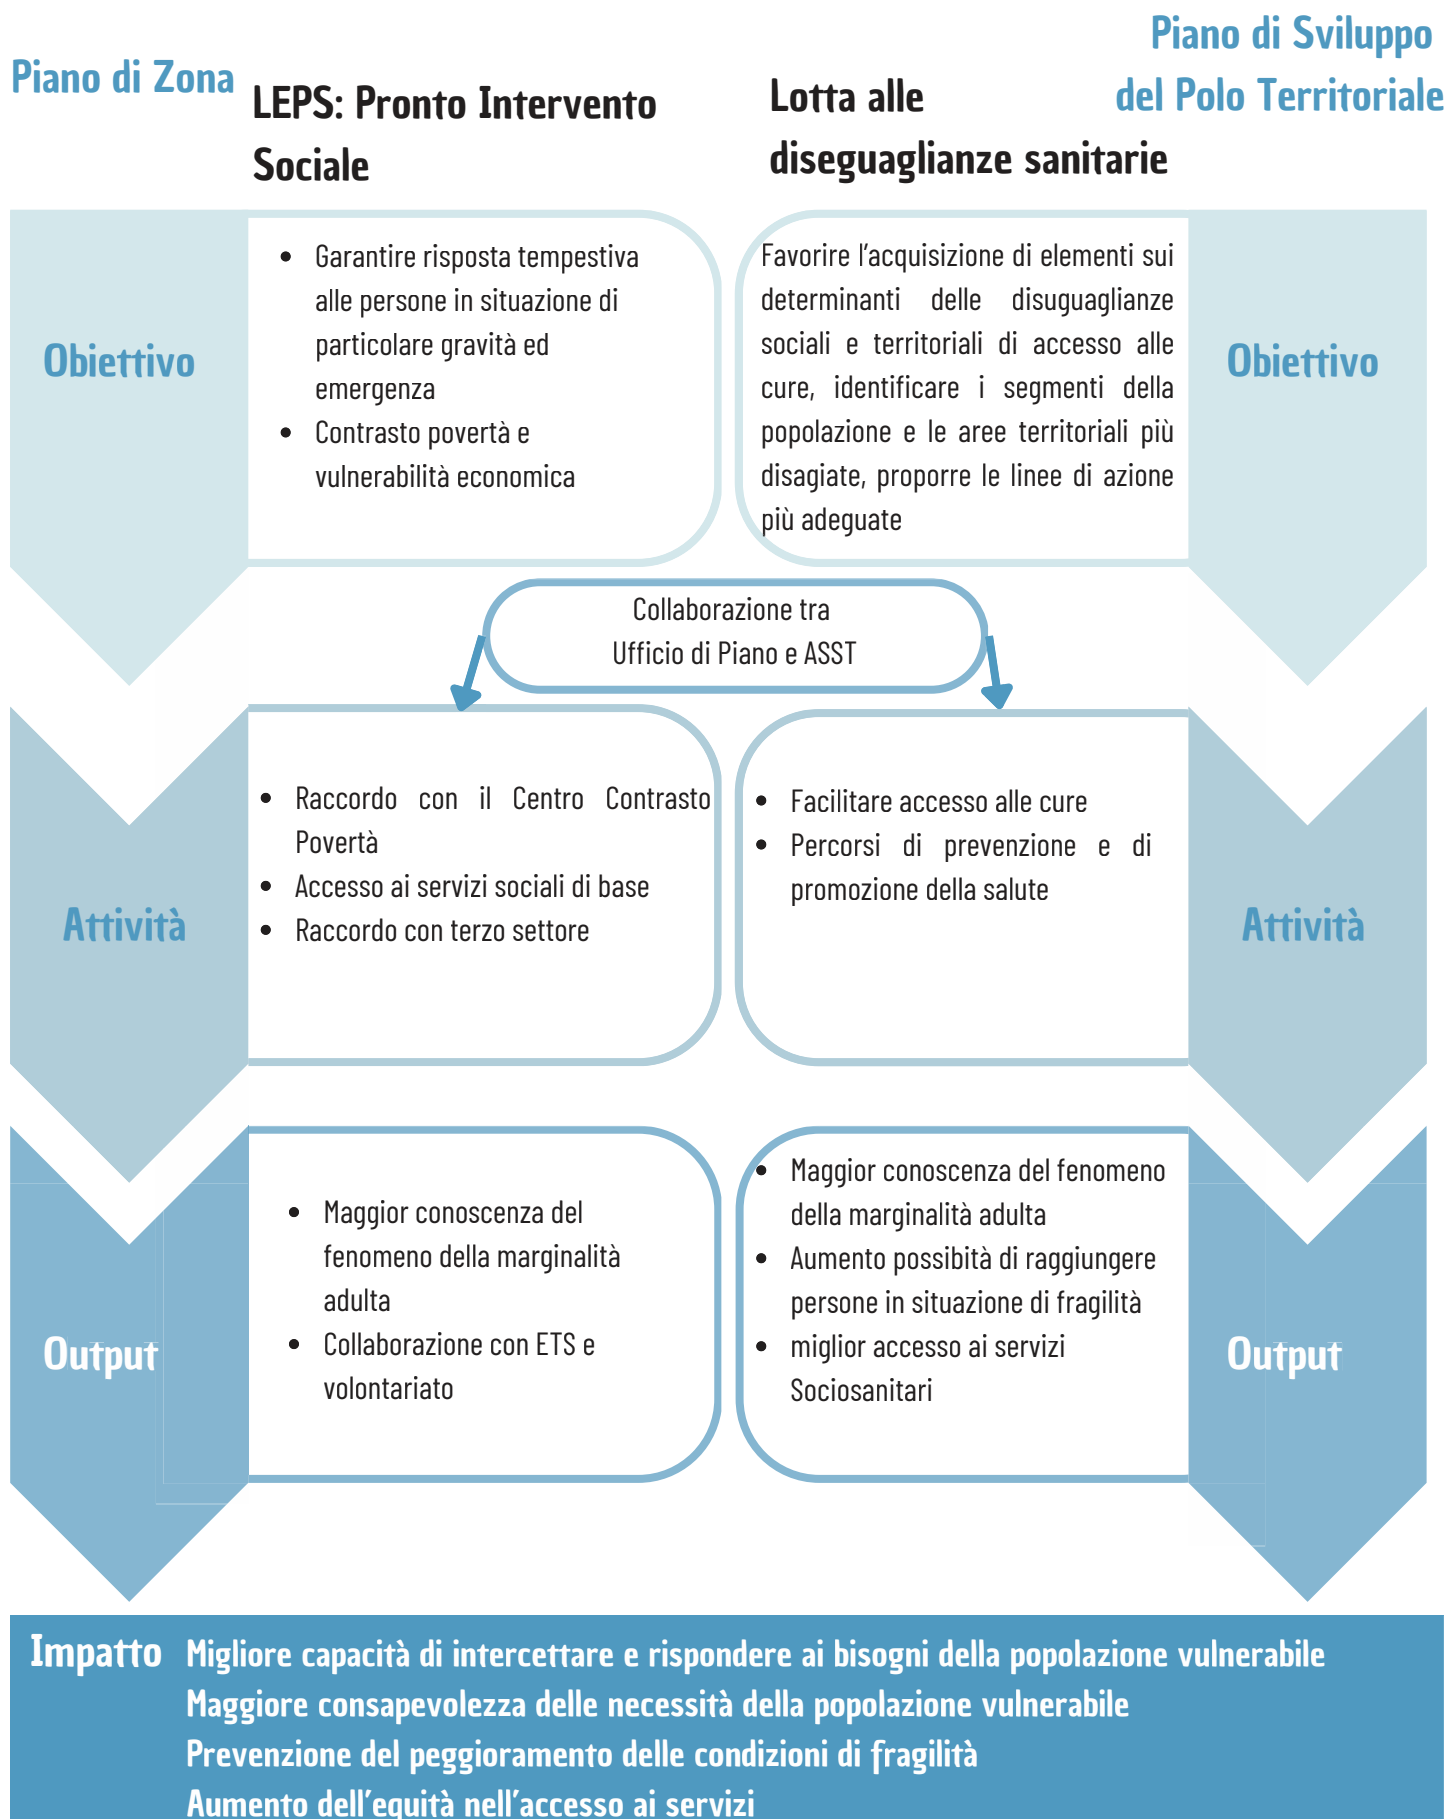 Piano di Zona
LEPS: Pronto Intervento
Sociale
Lotta alle
diseguaglianze sanitarie
Piano di Sviluppo
del Polo Territoriale
Obiettivo
• Garantire risposta tempestiva
alle persone in situazione di
particolare gravità ed
emergenza
• Contrasto povertà e
vulnerabilità economica
Favorire l’acquisizione di elementi sui
determinanti delle disuguaglianze
sociali e territoriali di accesso alle
cure, identificare i segmenti della
popolazione e le aree territoriali più
disagiate, proporre le linee di azione
più adeguate
Obiettivo
Collaborazione tra
Ufficio di Piano e ASST
Attività
• Raccordo con il Centro Contrasto
Povertà
• Accesso ai servizi sociali di base
• Raccordo con terzo settore
• Facilitare accesso alle cure
• Percorsi di prevenzione e di
promozione della salute
Attività
Output
• Maggior conoscenza del
fenomeno della marginalità
adulta
• Collaborazione con ETS e
volontariato
• Maggior conoscenza del fenomeno
della marginalità adulta
• Aumento possibità di raggiungere
persone in situazione di fragilità
• miglior accesso ai servizi
Sociosanitari
Output
Impatto Migliore capacità di intercettare e rispondere ai bisogni della popolazione vulnerabile
Maggiore consapevolezza delle necessità della popolazione vulnerabile
Prevenzione del peggioramento delle condizioni di fragilità
Aumento dell’equità nell’accesso ai servizi